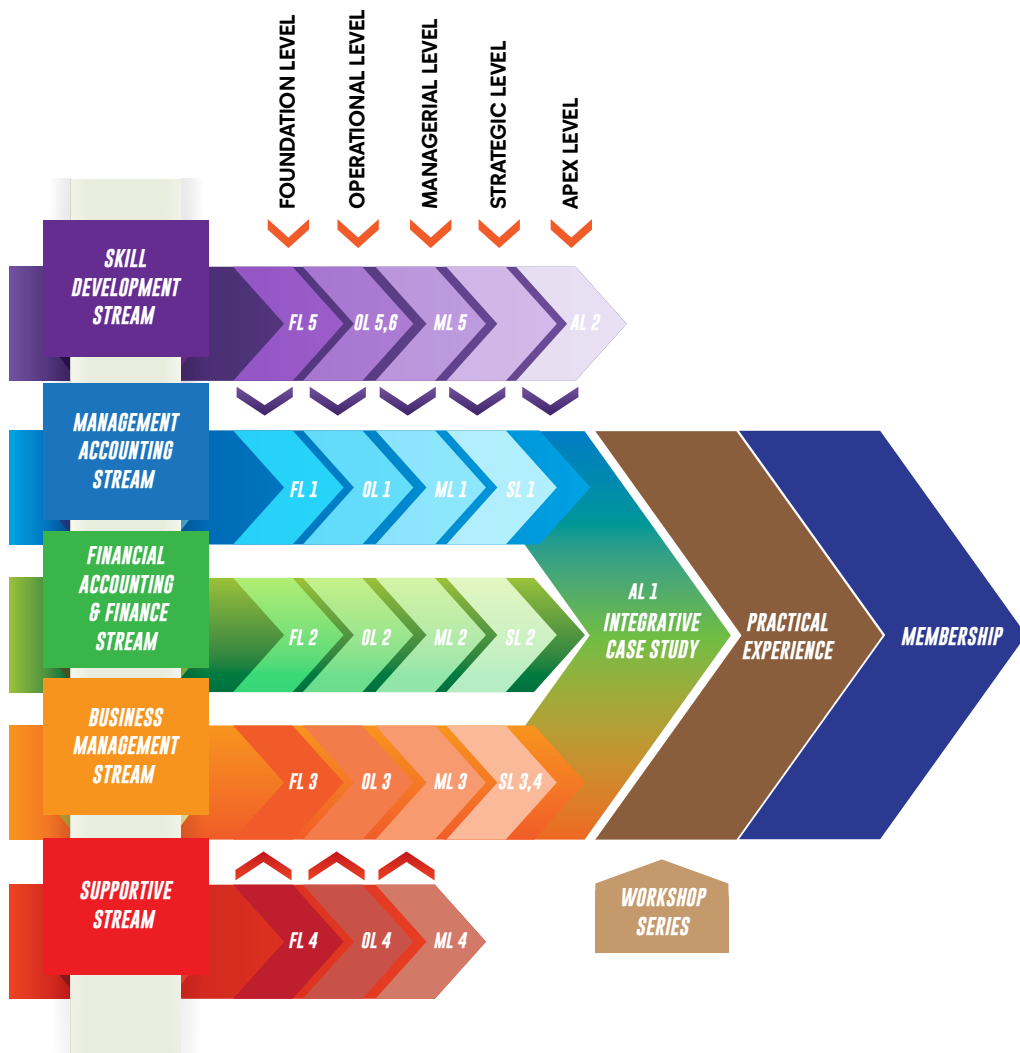 FOUNDATION LEVEL
OPERATIONAL LEVEL
MANAGERIAL LEVEL
STRATEGIC LEVEL
APEX LEVEL
SKILL
DEVELOPMENT
STREAM
FL 5
OL 5,6
ML 5
AL 2
MANAGEMENT
ACCOUNTING
STREAM
FL 1
OL 1
ML 1
SL 1
FINANCIAL
ACCOUNTING
& FINANCE
STREAM
FL 2
OL 2
ML 2
SL 2
BUSINESS
MANAGEMENT
STREAM
FL 3
OL 3
ML 3
SL 3,4
SUPPORTIVE
STREAM
FL 4
OL 4
ML 4
AL 1
INTEGRATIVE
CASE STUDY
PRACTICAL
EXPERIENCE
MEMBERSHIP
WORKSHOP
SERIES